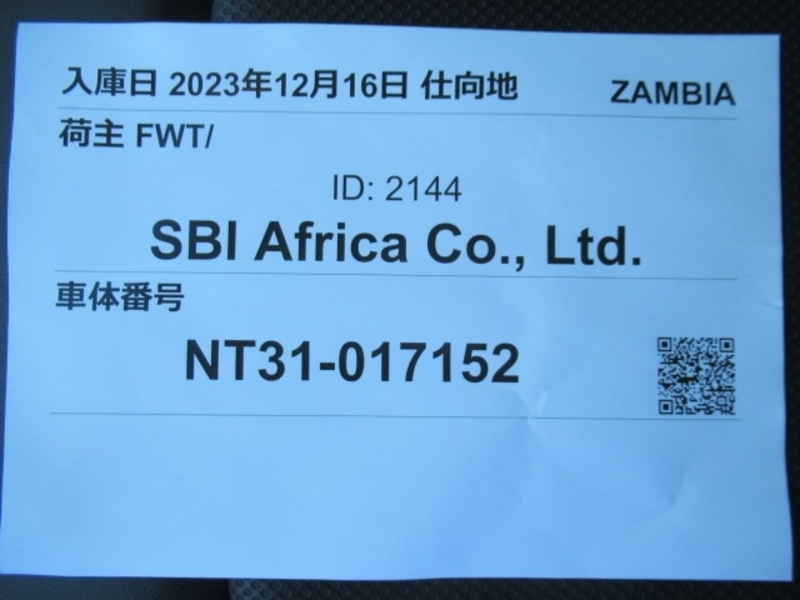 入庫日 2023年12月16日 仕向地 ZAMBIA
荷主 FWT/
ID: 2144
SBI Africa Co., Ltd.
車体番号
NT31-017152